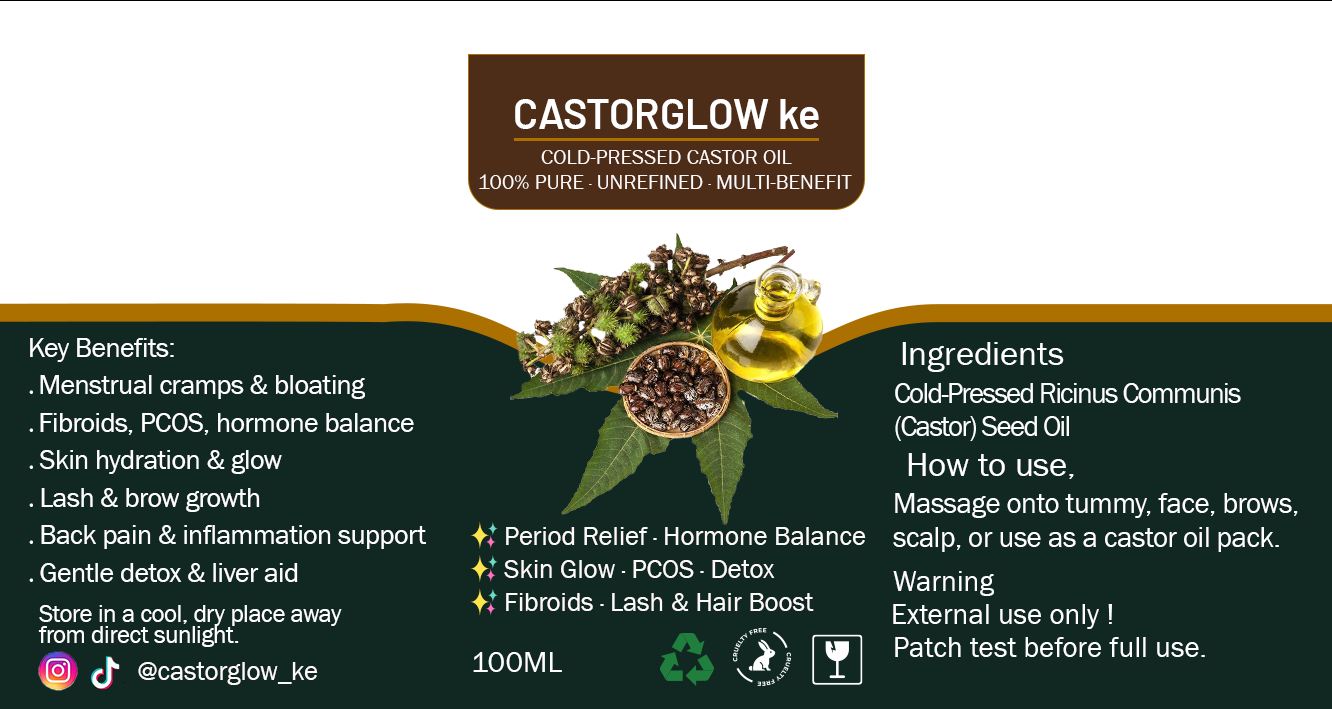 CASTORGLOW ke
COLD-PRESSED CASTOR OIL
100% PURE · UNREFINED · MULTI-BENEFIT
Key Benefits:
. Menstrual cramps & bloating
. Fibroids, PCOS, hormone balance
. Skin hydration & glow
. Lash & brow growth
. Back pain & inflammation support
. Gentle detox & liver aid
Store in a cool, dry place away
from direct sunlight.
@castorglow_ke
✨ Period Relief · Hormone Balance
✨ Skin Glow · PCOS · Detox
✨ Fibroids · Lash & Hair Boost
100ML
CRUELTY FREE
CRUELTY FREE
CRUELTY FREE
Ingredients
Cold-Pressed Ricinus Communis
(Castor) Seed Oil
How to use,
Massage onto tummy, face, brows,
scalp, or use as a castor oil pack.
Warning
External use only !
Patch test before full use.